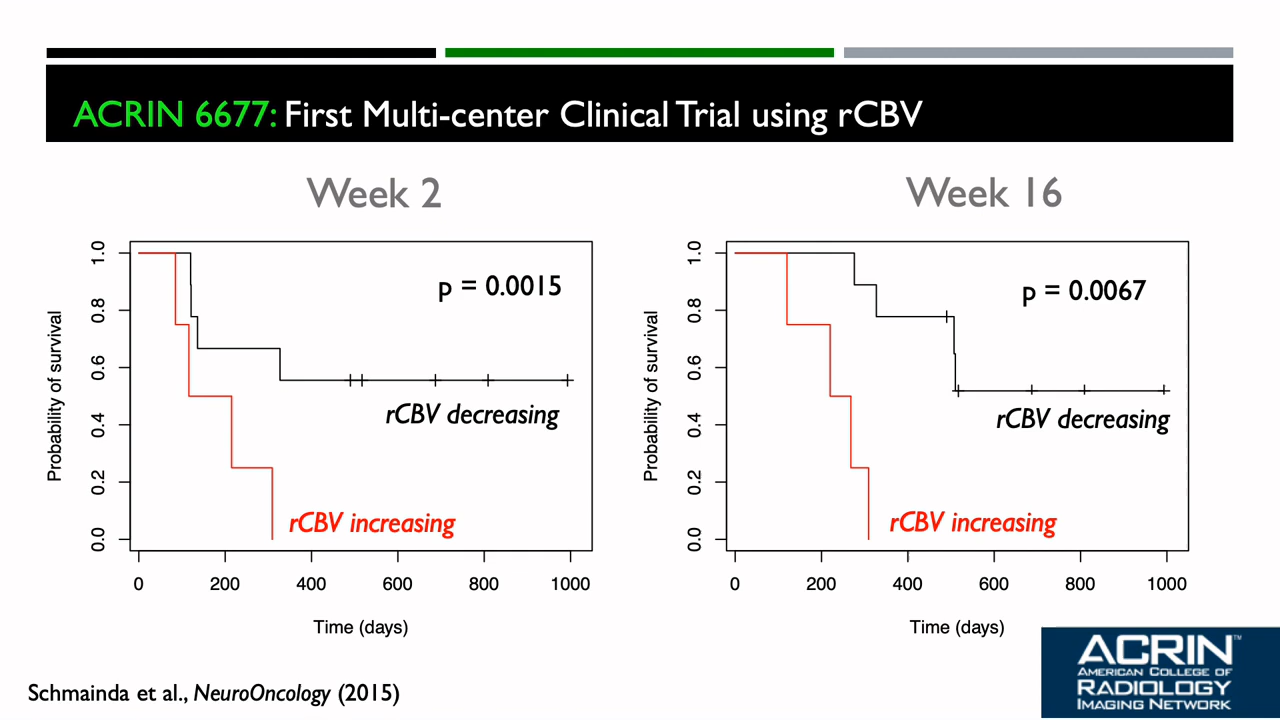 ACRIN 6677: First Multi-center Clinical Trial using rCBV
Week 2
Probability of survival
1.0
0.8
0.6
0.4
0.2
0.0
p = 0.0015
rCBV decreasing
rCBV increasing
0 200 400 600 800 1000
Time (days)
Week 16
Probability of survival
1.0
0.8
0.6
0.4
0.2
0.0
p = 0.0067
rCBV decreasing
rCBV increasing
0 200 400 600 800 1000
Time (days)
Schmainda et al., NeuroOncology (2015)
ACRIN™
AMERICAN COLLEGE OF
RADIOLOGY
IMAGING NETWORK